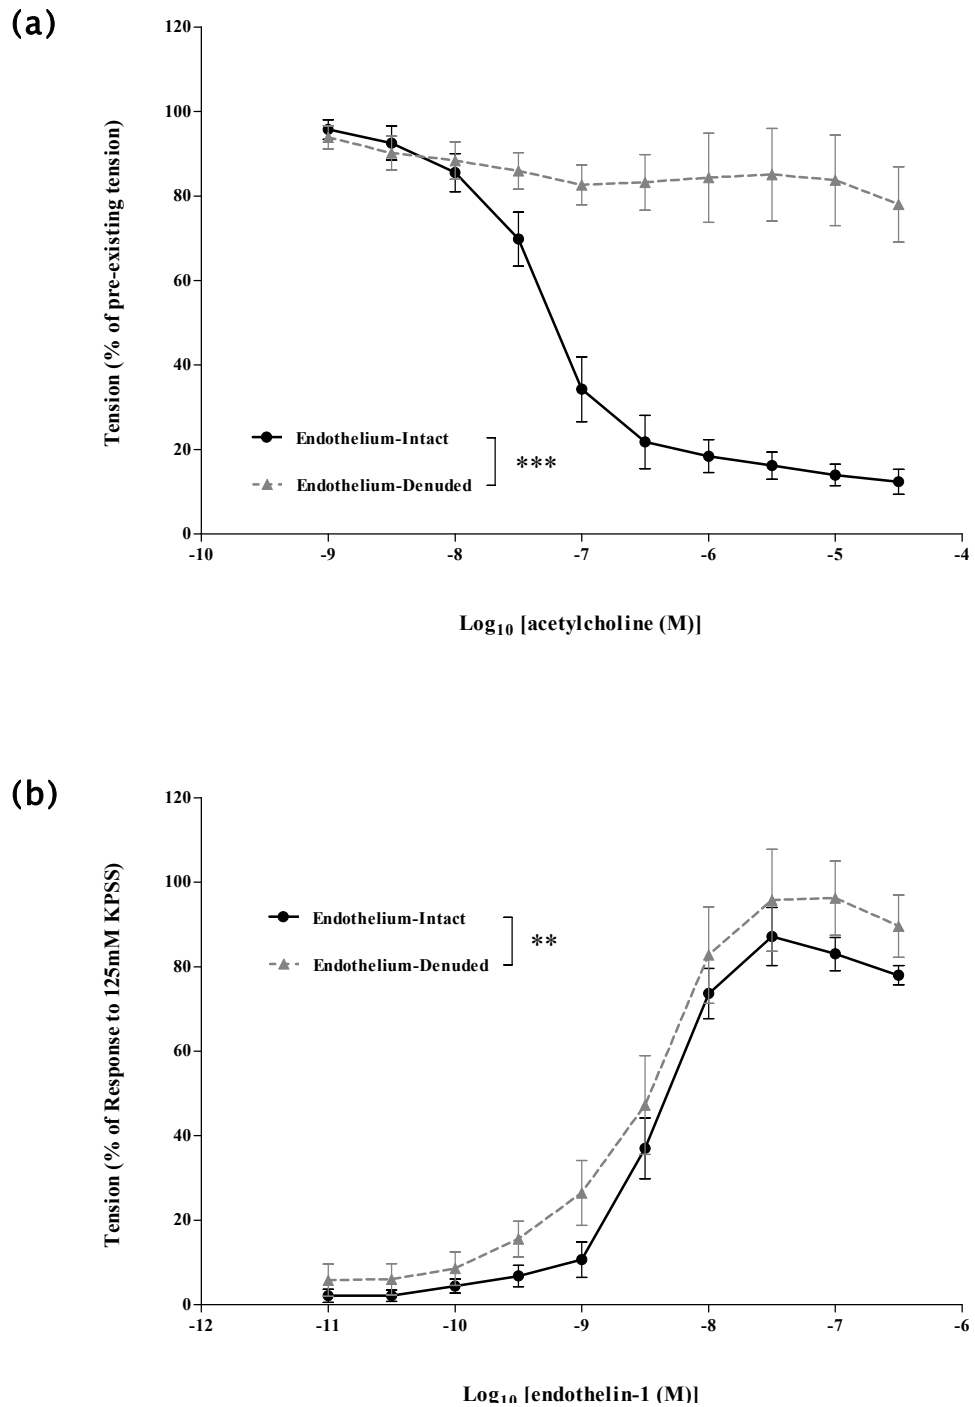 (a)
120
100
80
60
40
20
0
Tension (% of pre-existing tension)
Endothelium-Intact
Endothelium-Denuded
***
-10 -9 -8 -7 -6 -5 -4
Log10 [acetylcholine (M)]
(b)
120
100
80
60
40
20
0
Tension (% of Response to 125mM KPSS)
Endothelium-Intact
Endothelium-Denuded
**
-12 -11 -10 -9 -8 -7 -6
Log10 [endothelin-1 (M)]